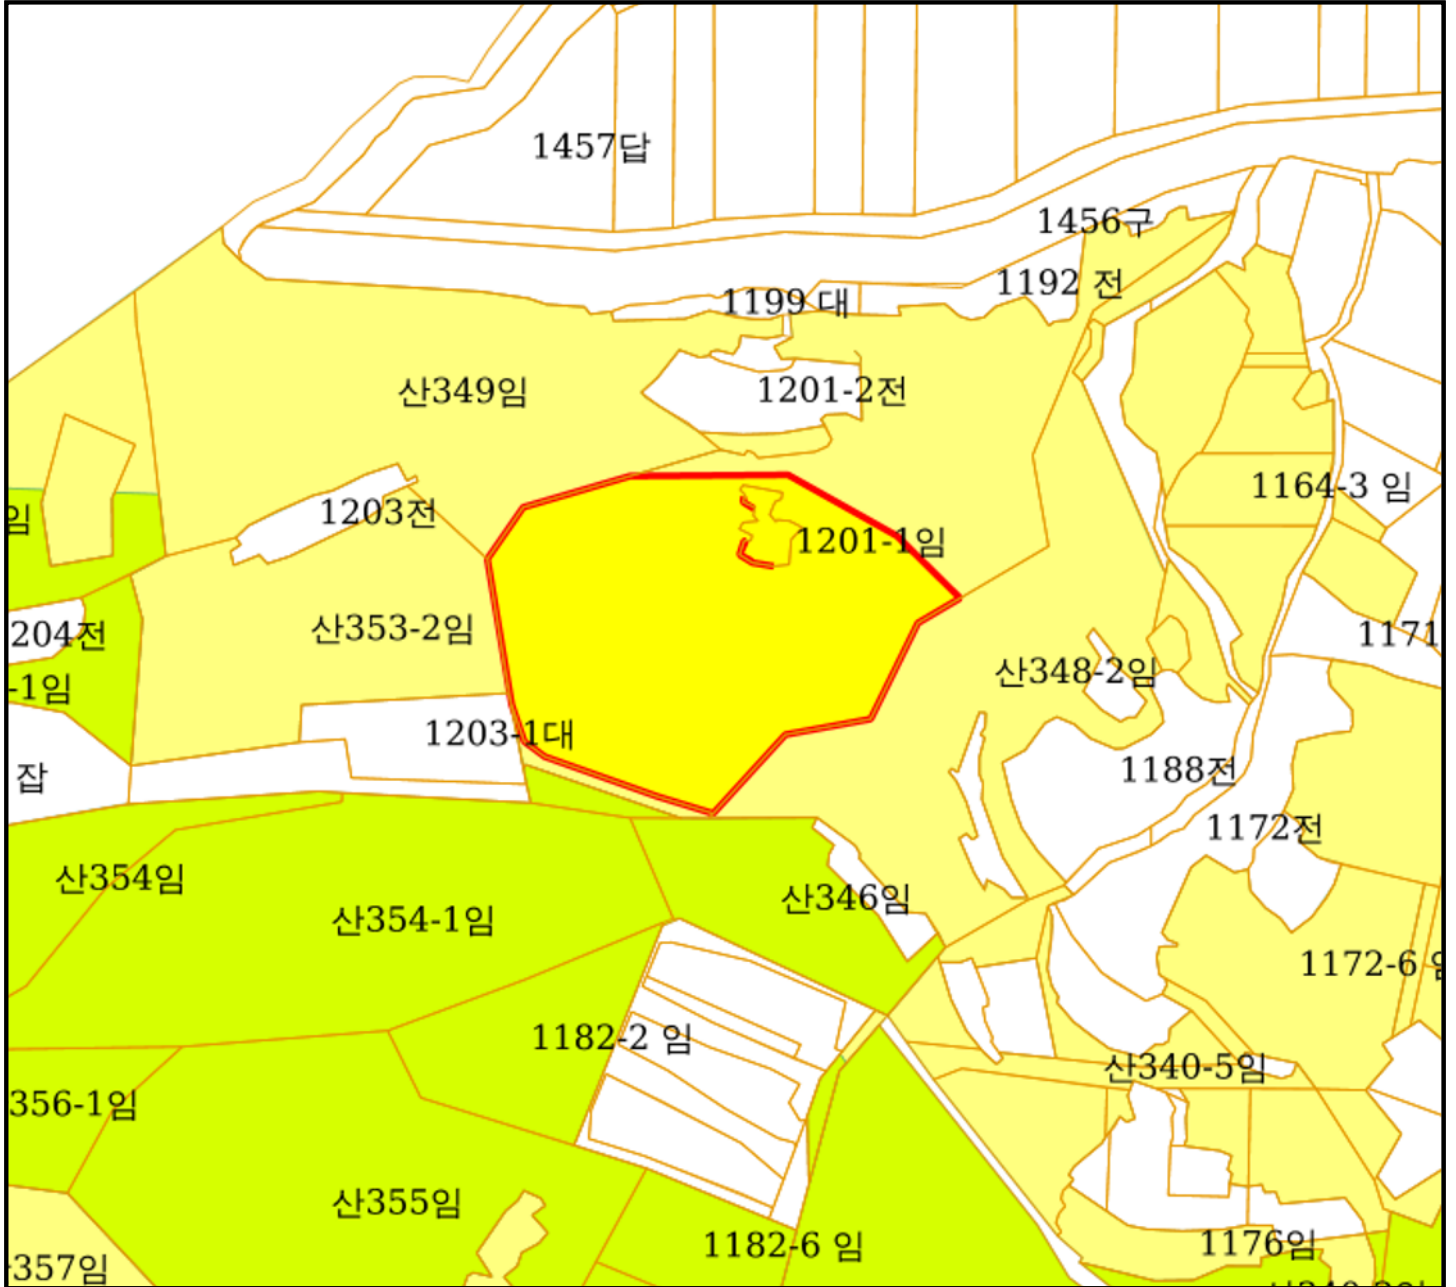 1457답
1456구
1192 전
1199 대
산349임
1201-2전
1164-3 임
1203전
임
1201-1임
산353-2임
204전
1171
산348-2임
-1임
1203-1대
1188전
잡
1172전
산354임
산346임
산354-1임
1172-6
1182-2 임
산340-5임
356-1임
산355임
1182-6 임
1176임
357임